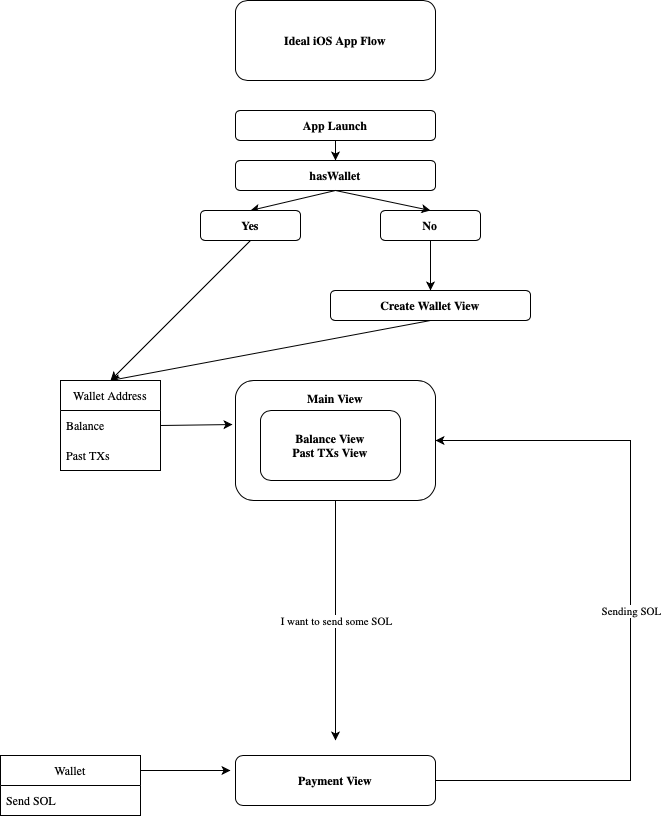 Ideal iOS App Flow
App Launch
hasWallet
Yes
No
Create Wallet View
Wallet Address
Balance
Past TXs
Main View
Balance View
Past TXs View
I want to send some SOL
Sending SOL
Wallet
Send SOL
Payment View